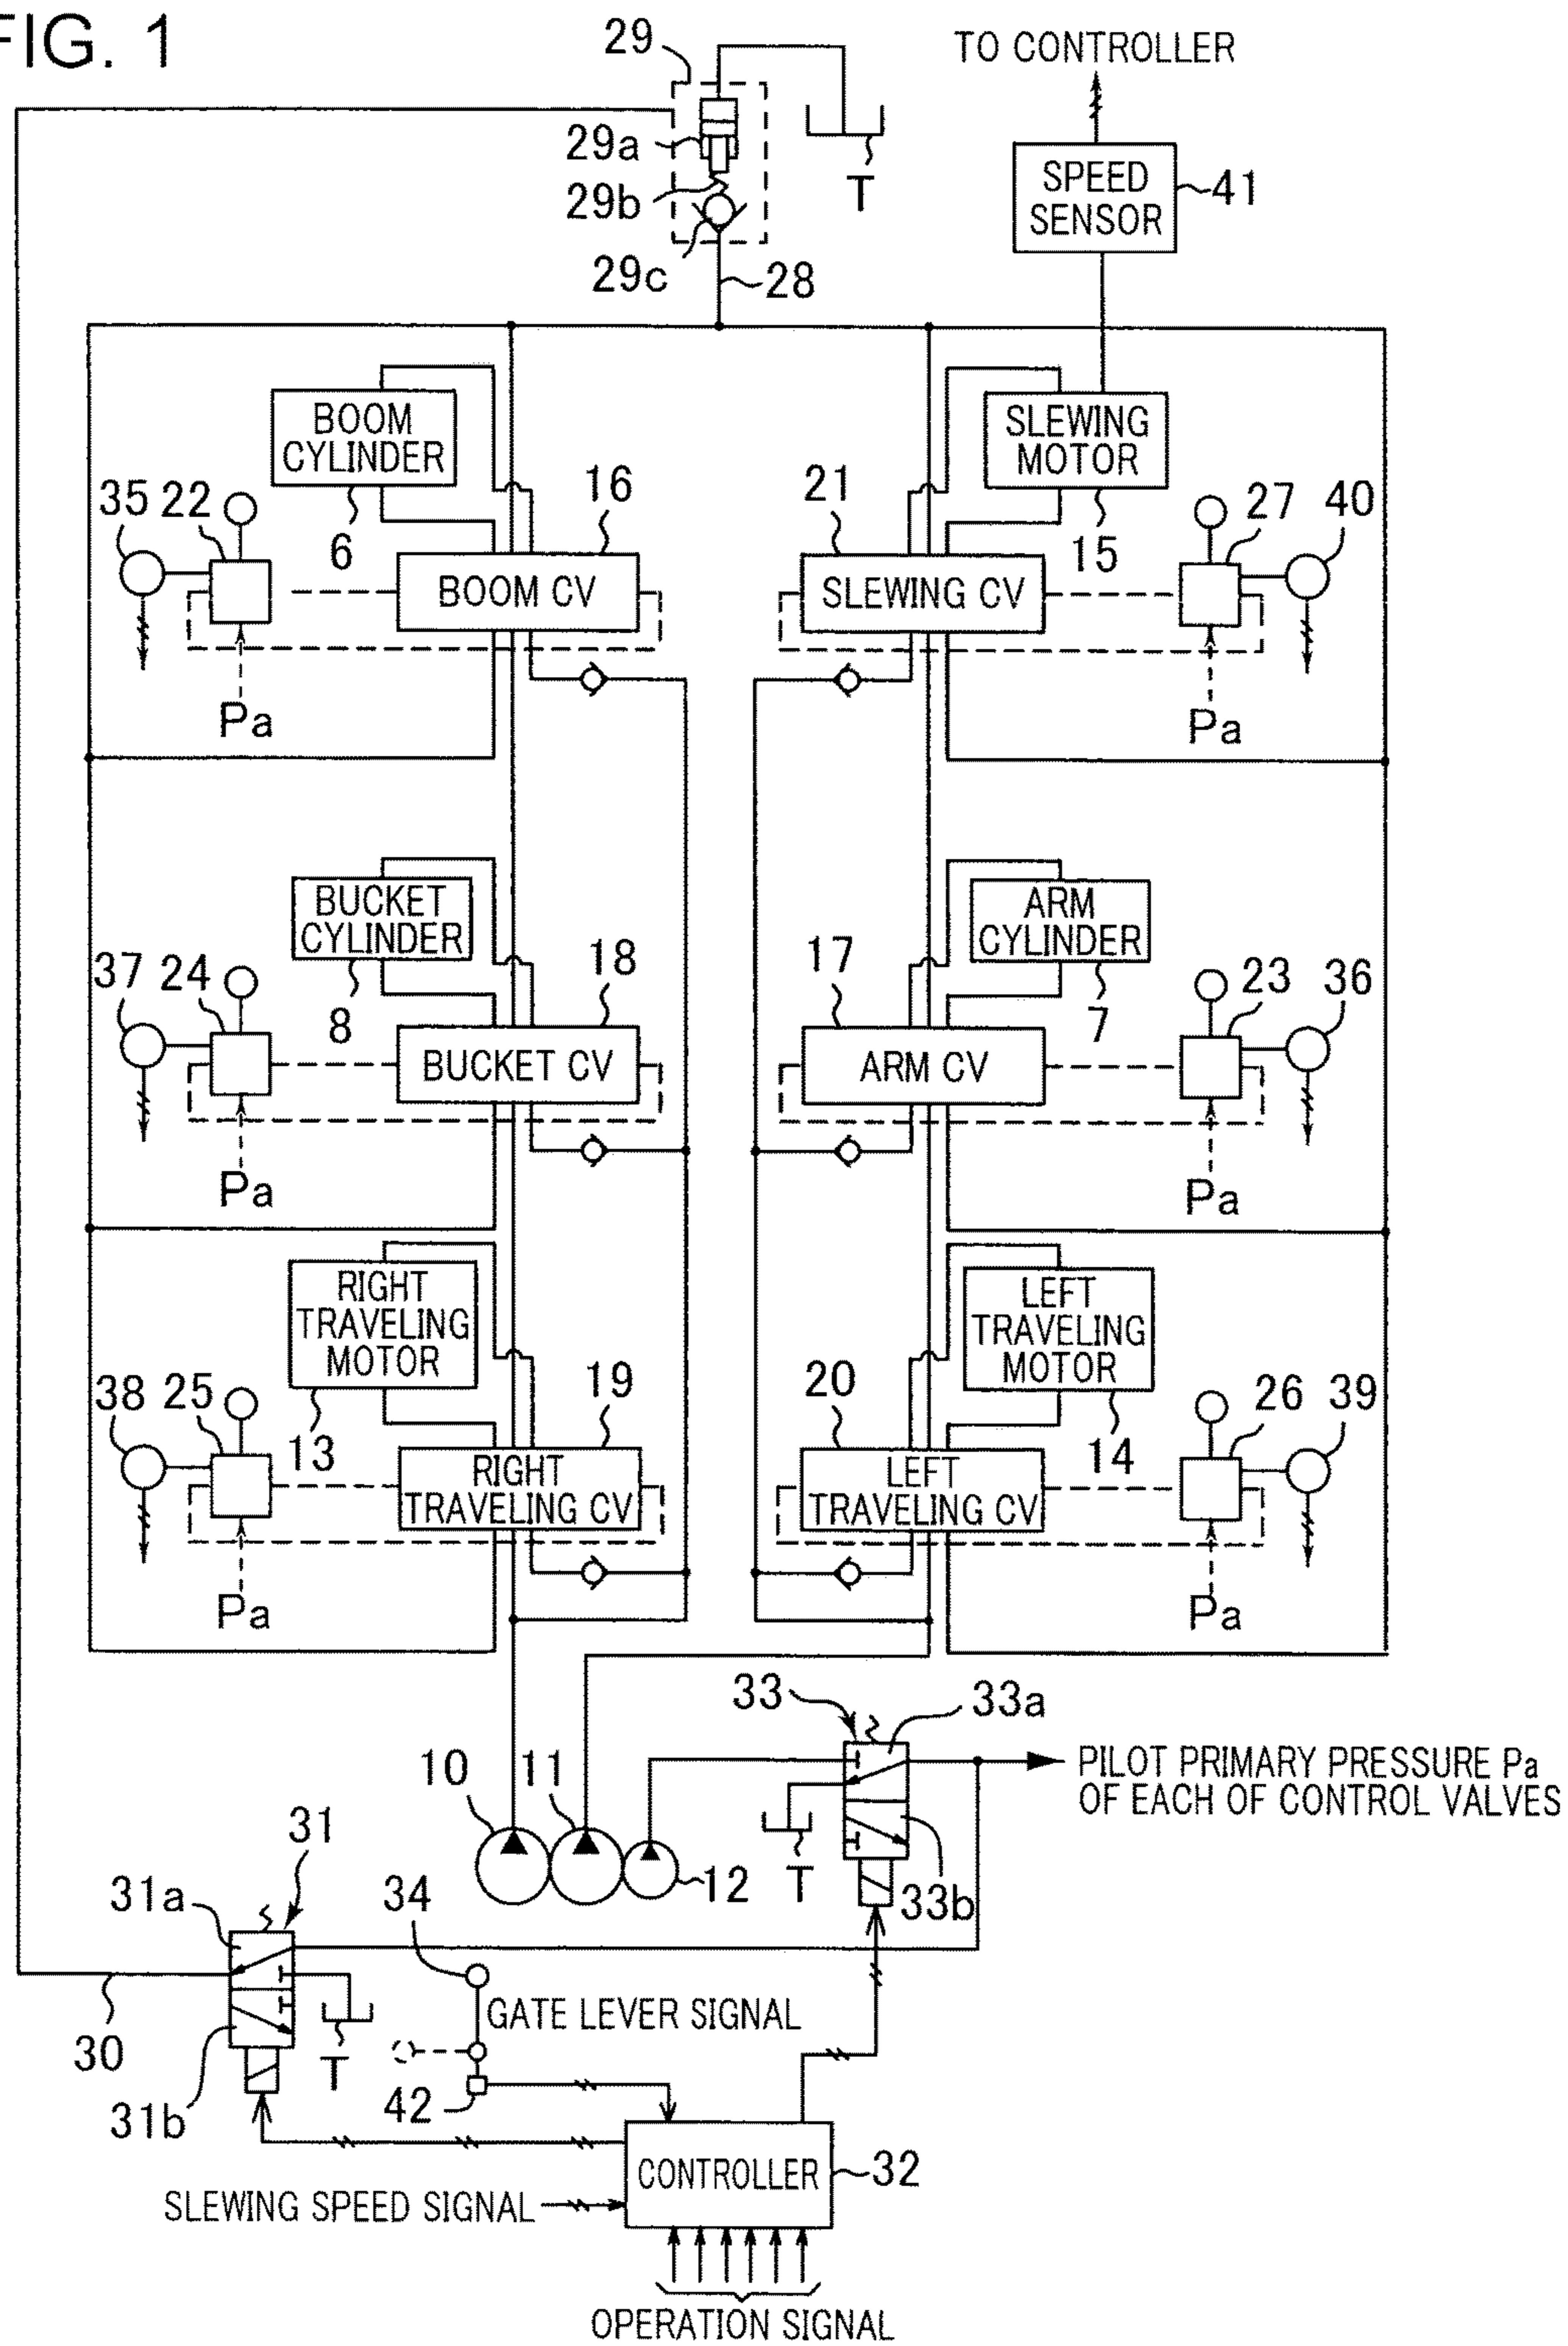 FIG. 1
29
TO CONTROLLER
29a
29b
T
SPEED
SENSOR
41
29c
28
BOOM
CYLINDER
SLEWING
MOTOR
35
22
16
21
27
40
6
15
BOOM CV
SLEWING CV
Pa
Pa
BUCKET
CYLINDER
ARM
CYLINDER
37
24
18
17
23
36
8
7
BUCKET CV
ARM CV
Pa
Pa
RIGHT
TRAVELING
MOTOR
LEFT
TRAVELING
MOTOR
38
25
19
20
26
39
13
14
RIGHT
TRAVELING CV
LEFT
TRAVELING CV
Pa
Pa
33
33a
10
11
PILOT PRIMARY PRESSURE Pa
OF EACH OF CONTROL VALVES
31
12
T
33b
31a
34
GATE LEVER SIGNAL
30
T
42
31b
CONTROLLER
32
SLEWING SPEED SIGNAL
OPERATION SIGNAL